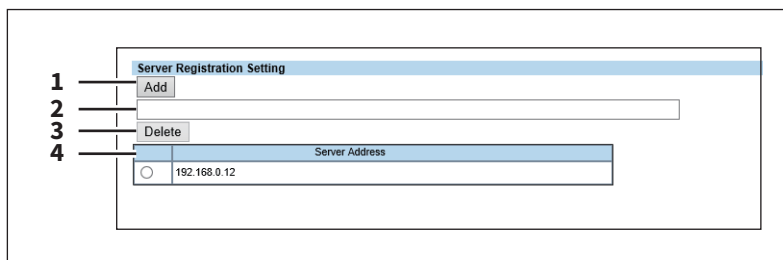 Server Registration Setting
1 Add
2
3 Delete
4 Server Address
192.168.0.12